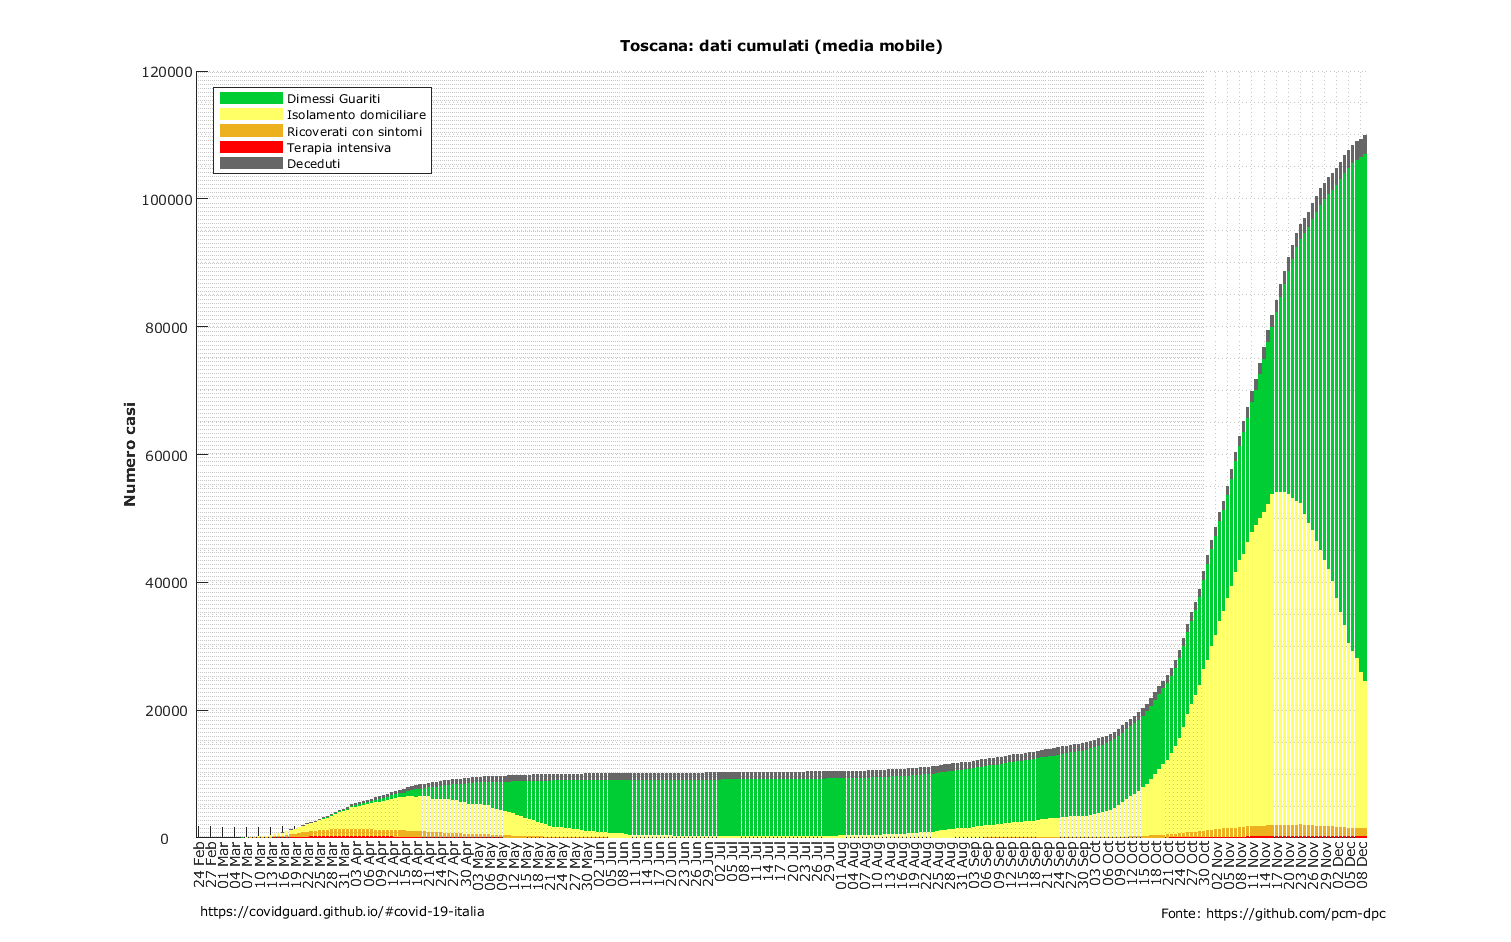 Toscana: dati cumulati (media mobile)
120000
100000
80000
60000
40000
20000
0
Numero casi
Dimessi Guariti
Isolamento domiciliare
Ricoverati con sintomi
Terapia intensiva
Deceduti
24 Feb
27 Feb
01 Mar
04 Mar
07 Mar
10 Mar
13 Mar
16 Mar
19 Mar
22 Mar
25 Mar
28 Mar
31 Mar
03 Apr
06 Apr
09 Apr
12 Apr
15 Apr
18 Apr
21 Apr
24 Apr
27 Apr
30 Apr
03 May
06 May
09 May
12 May
15 May
18 May
21 May
24 May
27 May
30 May
02 Jun
05 Jun
08 Jun
11 Jun
14 Jun
17 Jun
20 Jun
23 Jun
26 Jun
29 Jun
02 Jul
05 Jul
08 Jul
11 Jul
14 Jul
17 Jul
20 Jul
23 Jul
26 Jul
29 Jul
01 Aug
04 Aug
07 Aug
10 Aug
13 Aug
16 Aug
19 Aug
22 Aug
25 Aug
28 Aug
31 Aug
03 Sep
06 Sep
09 Sep
12 Sep
15 Sep
18 Sep
21 Sep
24 Sep
27 Sep
30 Sep
03 Oct
06 Oct
09 Oct
12 Oct
15 Oct
18 Oct
21 Oct
24 Oct
27 Oct
30 Oct
02 Nov
05 Nov
08 Nov
11 Nov
14 Nov
17 Nov
20 Nov
23 Nov
26 Nov
29 Nov
02 Dec
05 Dec
08 Dec
https://covidguard.github.io/#covid-19-italia
Fonte: https://github.com/pcm-dpc